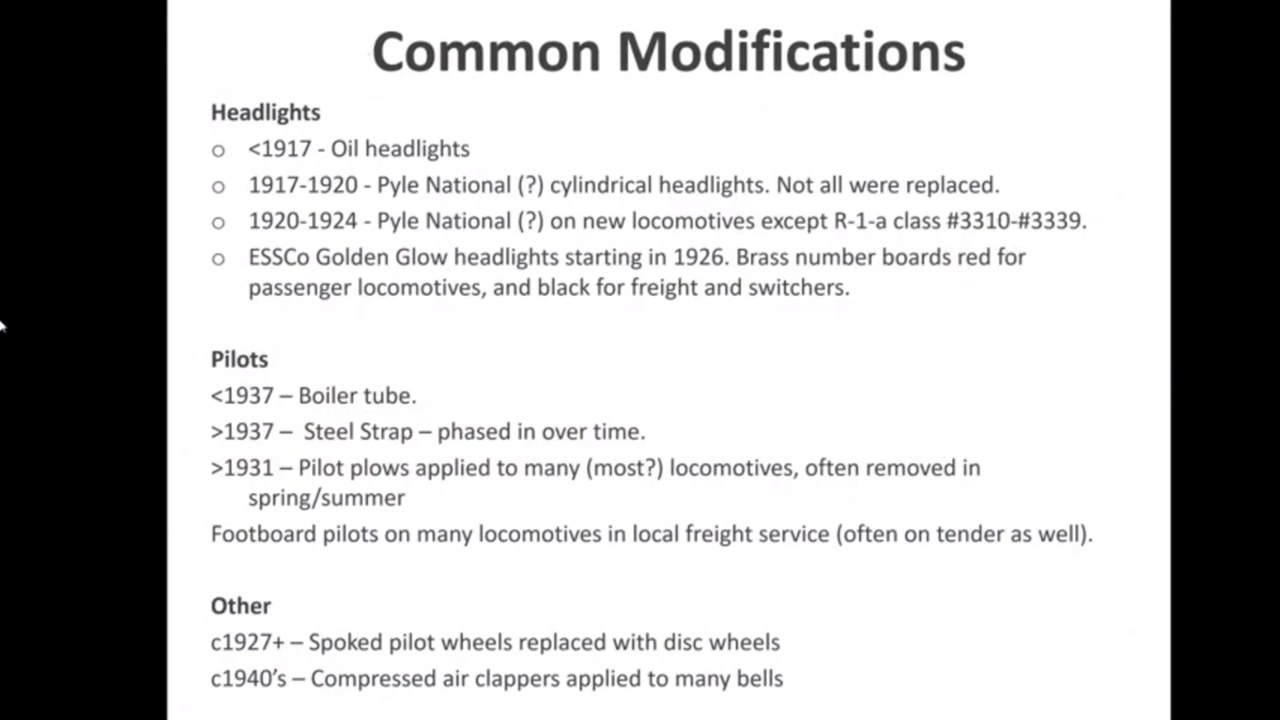 Common Modifications
Headlights
o <1917 - Oil headlights
o 1917-1920 - Pyle National (?) cylindrical headlights. Not all were replaced.
o 1920-1924 - Pyle National (?) on new locomotives except R-1-a class #3310-#3339.
o ESSCo Golden Glow headlights starting in 1926. Brass number boards red for
passenger locomotives, and black for freight and switchers.
Pilots
<1937 – Boiler tube.
>1937 – Steel Strap – phased in over time.
>1931 – Pilot plows applied to many (most?) locomotives, often removed in
spring/summer
Footboard pilots on many locomotives in local freight service (often on tender as well).
Other
c1927+ – Spoked pilot wheels replaced with disc wheels
c1940’s – Compressed air clappers applied to many bells